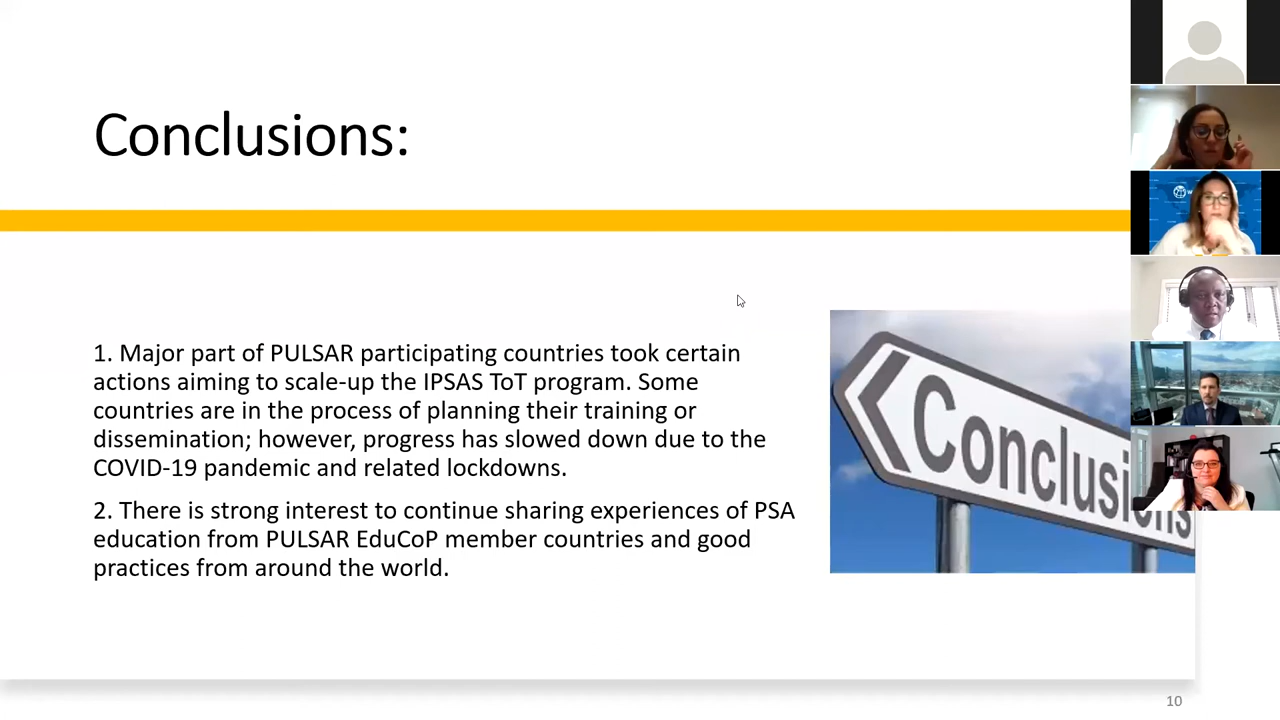 Conclusions:
1. Major part of PULSAR participating countries took certain
actions aiming to scale-up the IPSAS ToT program. Some
countries are in the process of planning their training or
dissemination; however, progress has slowed down due to the
COVID-19 pandemic and related lockdowns.
2. There is strong interest to continue sharing experiences of PSA
education from PULSAR EduCoP member countries and good
practices from around the world.
Conclusions
10